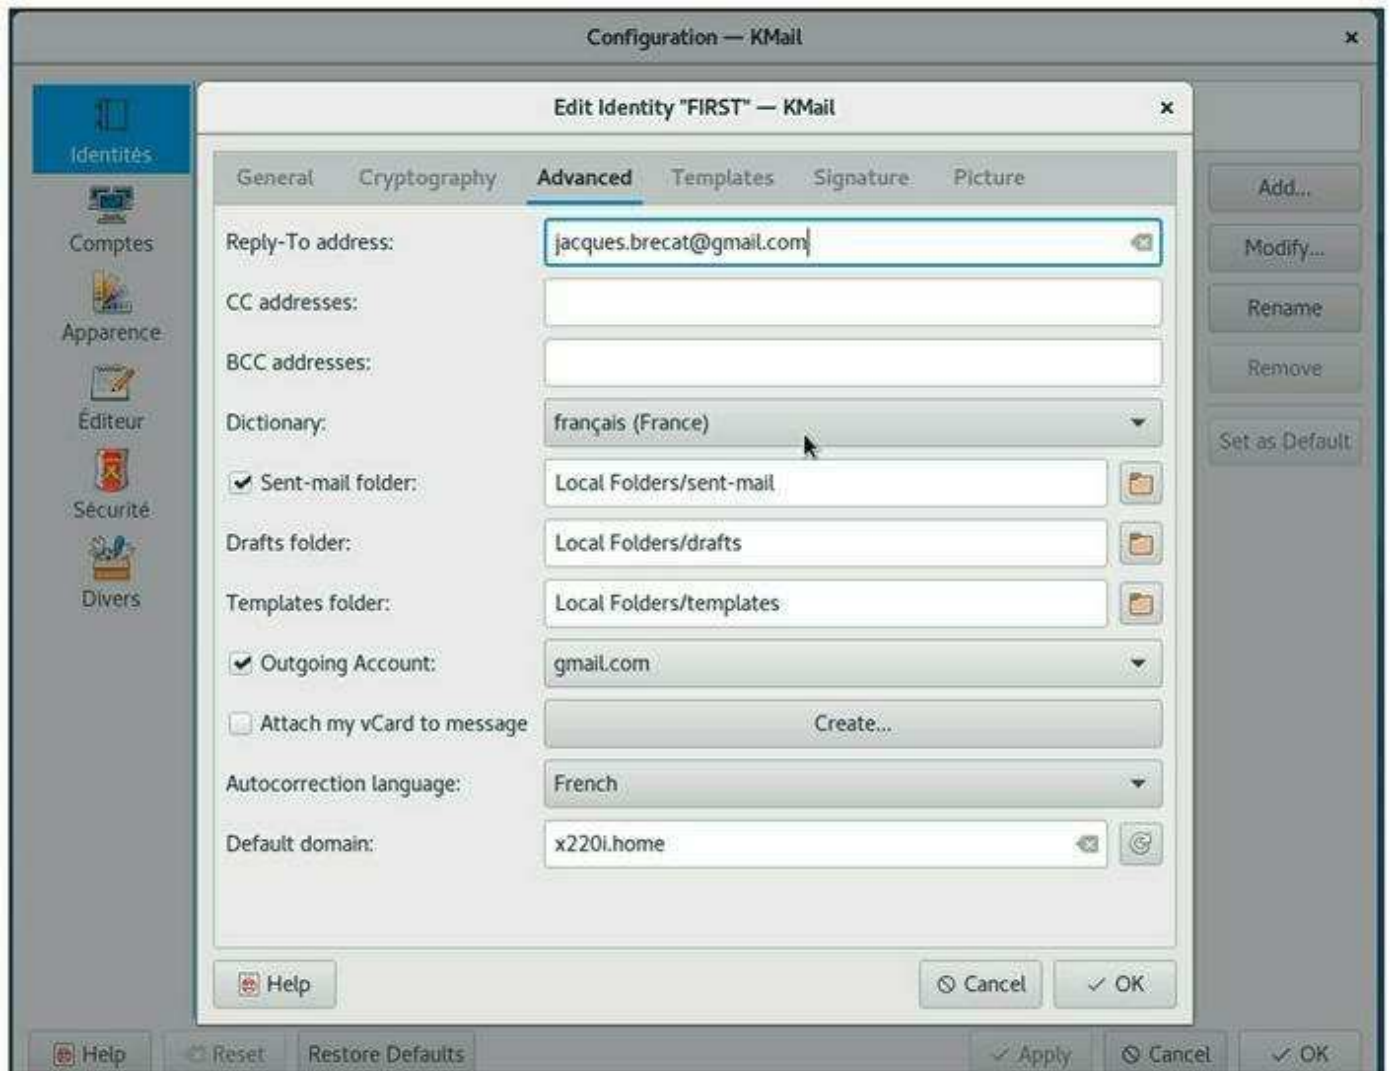 Configuration — KMail
Identités
Comptes
Apparence
Éditeur
Sécurité
Divers
Edit Identity "FIRST" — KMail
General Cryptography Advanced Templates Signature Picture
Reply-To address: jacques.brecat@gmail.com
CC addresses:
BCC addresses:
Dictionary: français (France)
Sent-mail folder: Local Folders/sent-mail
Drafts folder: Local Folders/drafts
Templates folder: Local Folders/templates
Outgoing Account: gmail.com
Attach my vCard to message Create...
Autocorrection language: French
Default domain: x220i.home
Help Cancel OK
Add...
Modify...
Rename
Remove
Set as Default
Help Reset Restore Defaults Apply Cancel OK